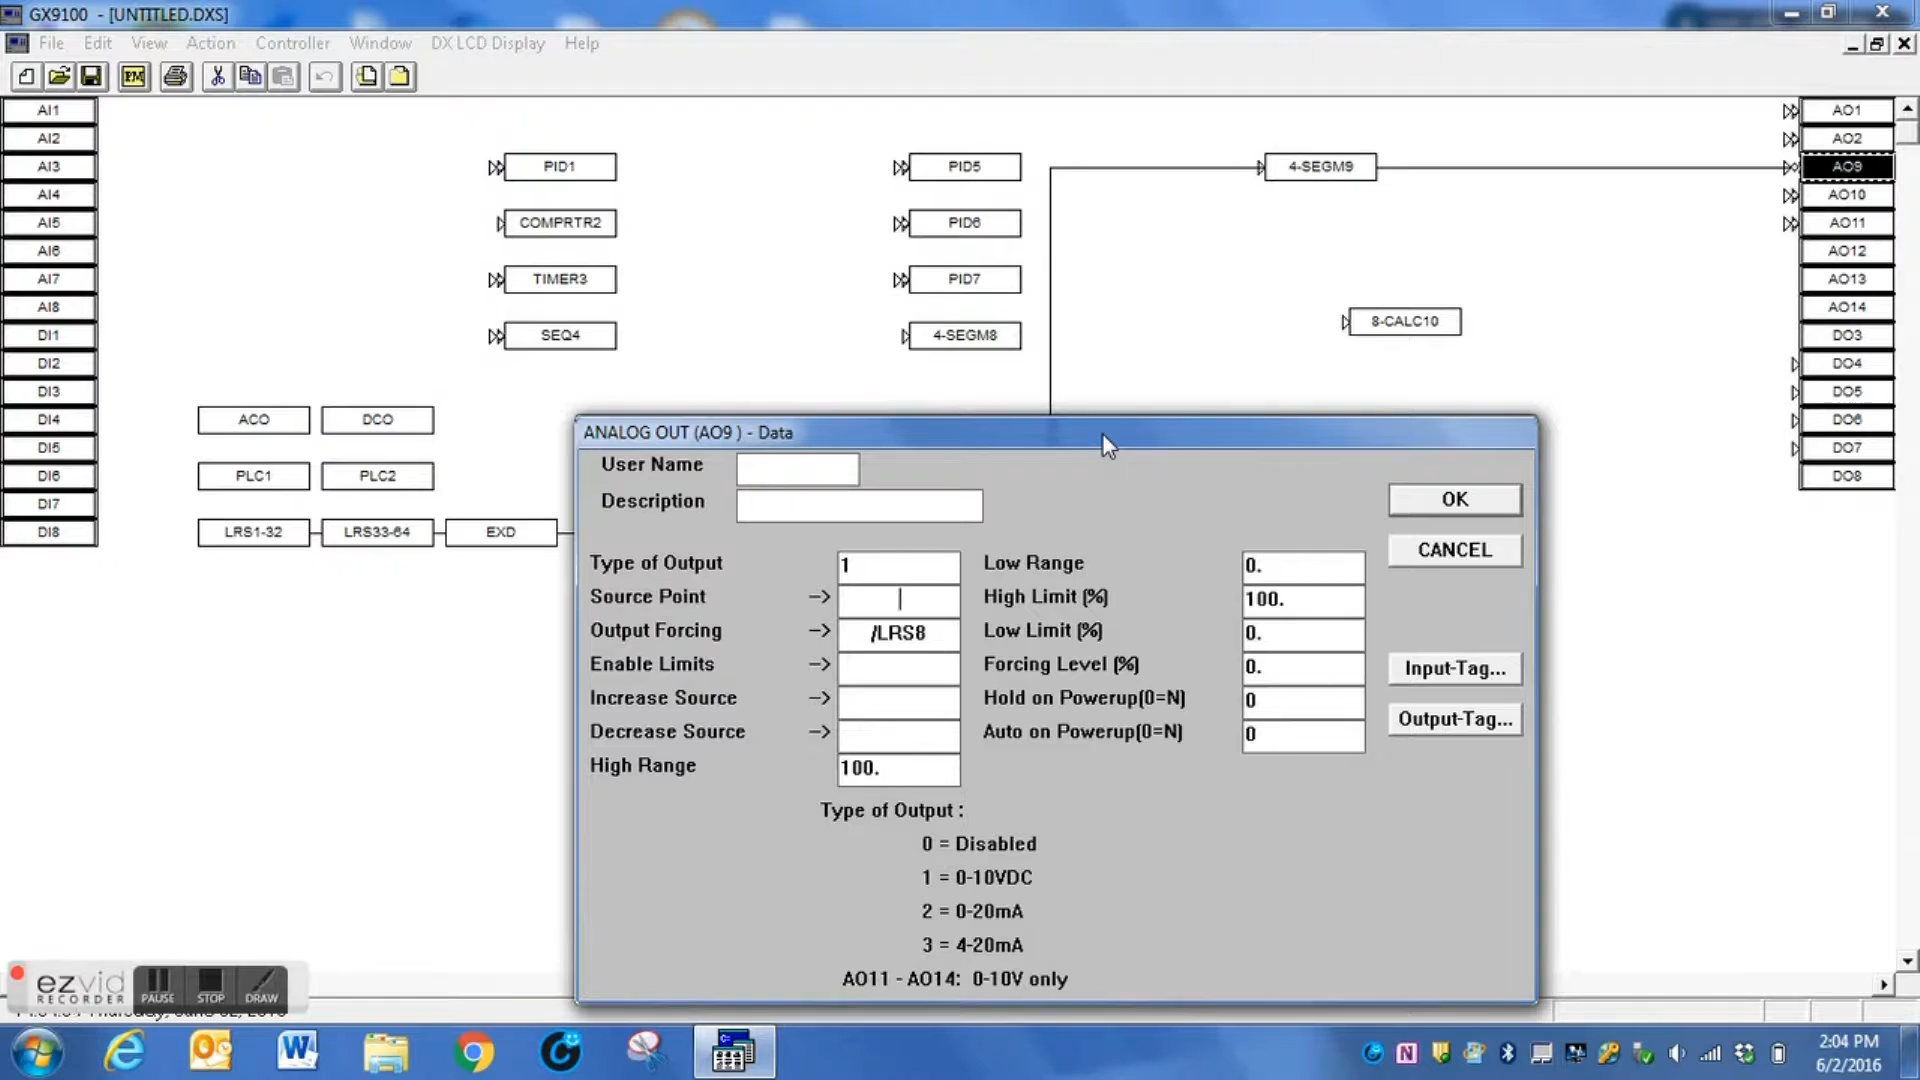 GX9100 - [UNTITLED.DXS]
File Edit View Action Controller Window DX LCD Display Help
PM
AI1
AI2
AI3
AI4
AI5
AI6
AI7
AI8
DI1
DI2
DI3
DI4
DI5
DI6
DI7
DI8
PID1
COMPRTR2
TIMER3
SEQ4
PID5
PID6
PID7
4-SEGM8
4-SEGM9
8-CALC10
AO1
AO2
AO9
AO10
AO11
AO12
AO13
AO14
DO3
DO4
DO5
DO6
DO7
DO8
ACO DCO
PLC1 PLC2
LRS1-32 LRS33-64 EXD
ANALOG OUT (AO9 ) - Data
User Name
Description
OK
CANCEL
Type of Output 1
Source Point -->
Output Forcing --> /LRS8
Enable Limits -->
Increase Source -->
Decrease Source -->
High Range 100.
Low Range 0.
High Limit (%) 100.
Low Limit (%) 0.
Forcing Level (%) 0.
Hold on Powerup(0=N) 0
Auto on Powerup(0=N) 0
Input-Tag...
Output-Tag...
Type of Output :
0 = Disabled
1 = 0-10VDC
2 = 0-20mA
3 = 4-20mA
AO11 - AO14: 0-10V only
ezvid
RECORDER
PAUSE STOP DRAW
2:04 PM
6/2/2016